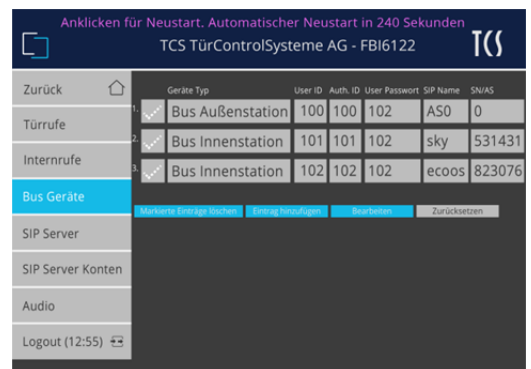 Anklicken für Neustart. Automatischer Neustart in 240 Sekunden
TCS TürControlSysteme AG - FBI6122
TCS
Zurück
Türrufe
Internrufe
Bus Geräte
SIP Server
SIP Server Konten
Audio
Logout (12:55)
Geräte Typ User ID Auth. ID User Passwort SIP Name SN/AS
1. Bus Außenstation 100 100 102 AS0 0
2. Bus Innenstation 101 101 102 sky 531431
3. Bus Innenstation 102 102 102 ecoos 823076
Markierte Einträge löschen Eintrag hinzufügen Bearbeiten Zurücksetzen